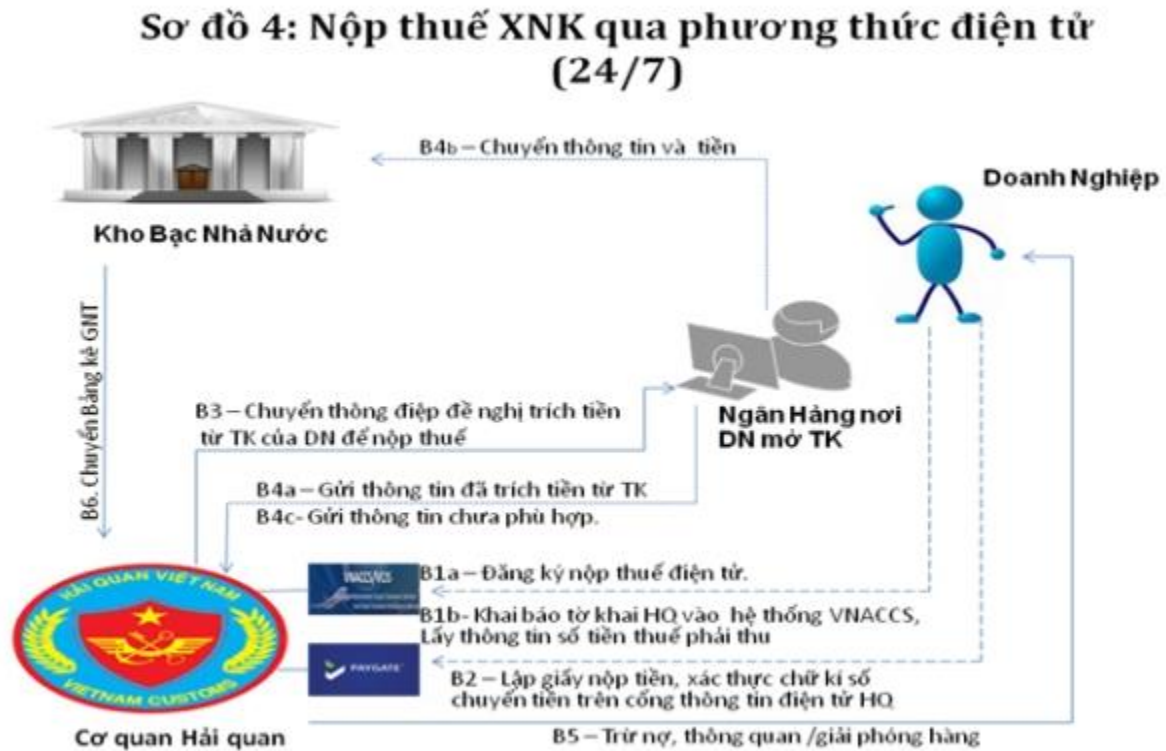 Sơ đồ 4: Nộp thuế XNK qua phương thức điện tử
(24/7)
B4b – Chuyển thông tin và tiền
Doanh Nghiệp
Kho Bạc Nhà Nước
B6. Chuyển Bảng kê GNT
B3 – Chuyển thông điệp đề nghị trích tiền
từ TK của DN để nộp thuế
Ngân Hàng nơi
DN mở TK
B4a – Gửi thông tin đã trích tiền từ TK
B4c- Gửi thông tin chưa phù hợp.
HẢI QUAN VIỆT NAM
VIETNAM CUSTOMS
VNACCS/VCIS
B1a – Đăng ký nộp thuế điện tử.
B1b- Khai báo tờ khai HQ vào hệ thống VNACCS,
Lấy thông tin số tiền thuế phải thu
PAYGATE
B2 – Lập giấy nộp tiền, xác thực chữ kí số
chuyển tiền trên cổng thông tin điện tử HQ
Cơ quan Hải quan
B5 – Trừ nợ, thông quan /giải phóng hàng